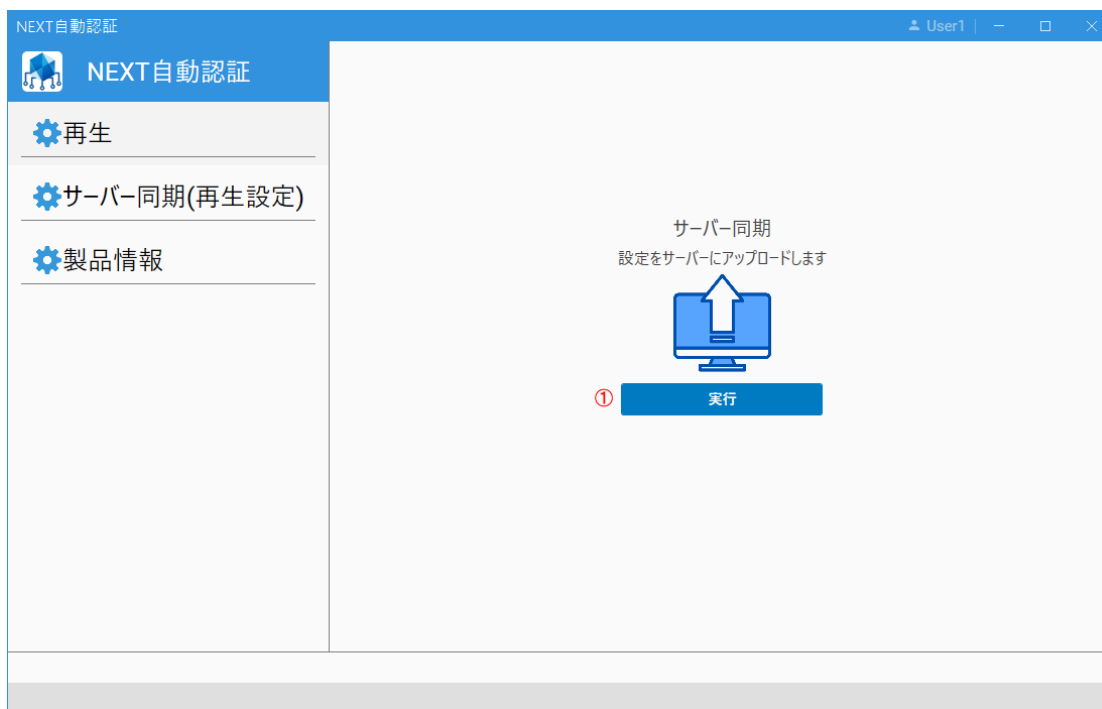 NEXT自動認証
User1
NEXT自動認証
再生
サーバー同期(再生設定)
製品情報
サーバー同期
設定をサーバーにアップロードします
① 実行